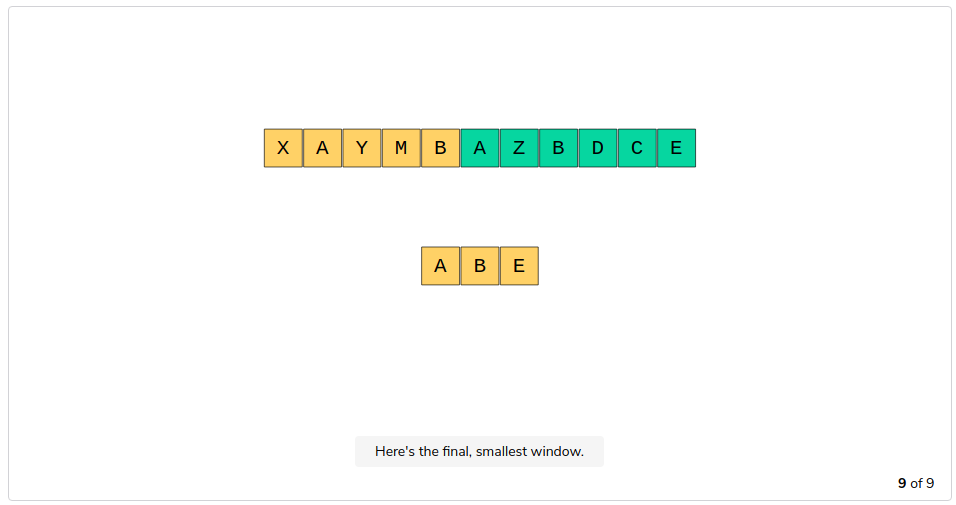 X A Y M B A Z B D C E
A B E
Here's the final, smallest window.
9 of 9